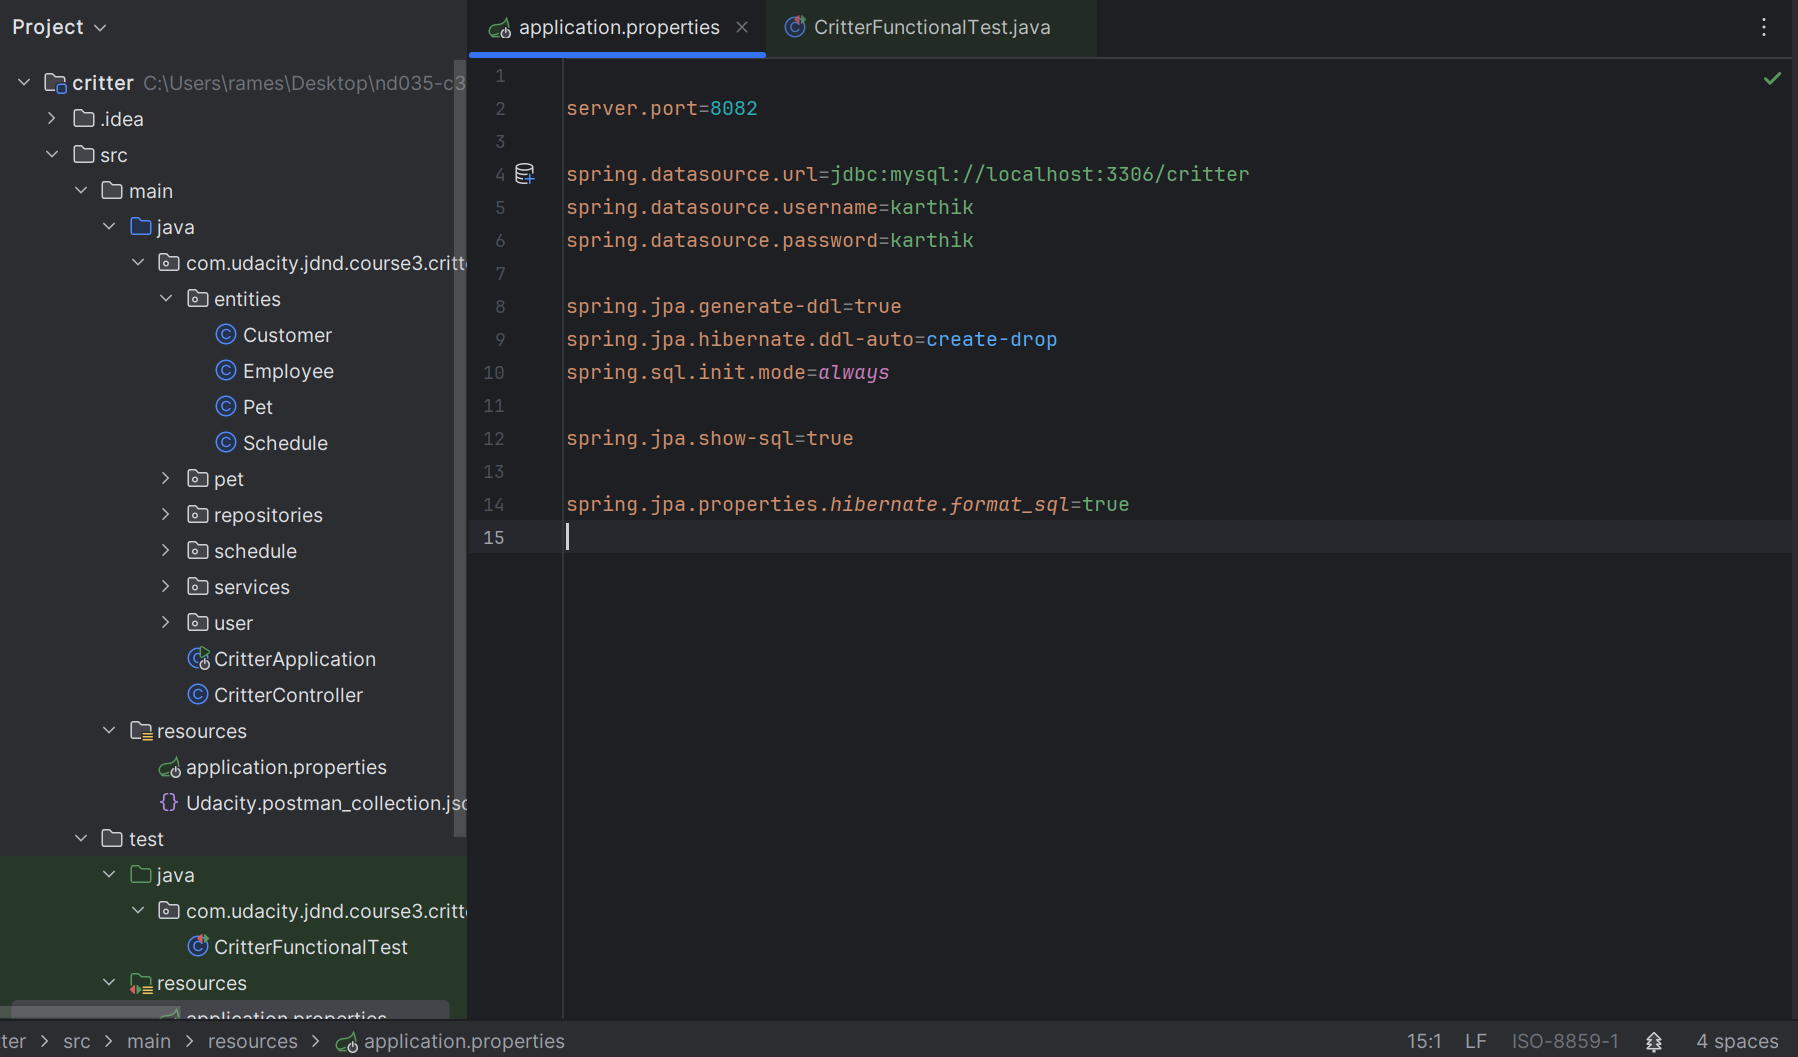 Project
critter C:\Users\rames\Desktop\nd035-c3
.idea
src
main
java
com.udacity.jdnd.course3.critt
entities
Customer
Employee
Pet
Schedule
pet
repositories
schedule
services
user
CritterApplication
CritterController
resources
application.properties
Udacity.postman_collection.jso
test
java
com.udacity.jdnd.course3.critt
CritterFunctionalTest
resources
application.properties
application.properties
CritterFunctionalTest.java
1
2 server.port=8082
3
4 spring.datasource.url=jdbc:mysql://localhost:3306/critter
5 spring.datasource.username=karthik
6 spring.datasource.password=karthik
7
8 spring.jpa.generate-ddl=true
9 spring.jpa.hibernate.ddl-auto=create-drop
10 spring.sql.init.mode=always
11
12 spring.jpa.show-sql=true
13
14 spring.jpa.properties.hibernate.format_sql=true
15
tter > src > main > resources > application.properties
15:1 LF ISO-8859-1 4 spaces